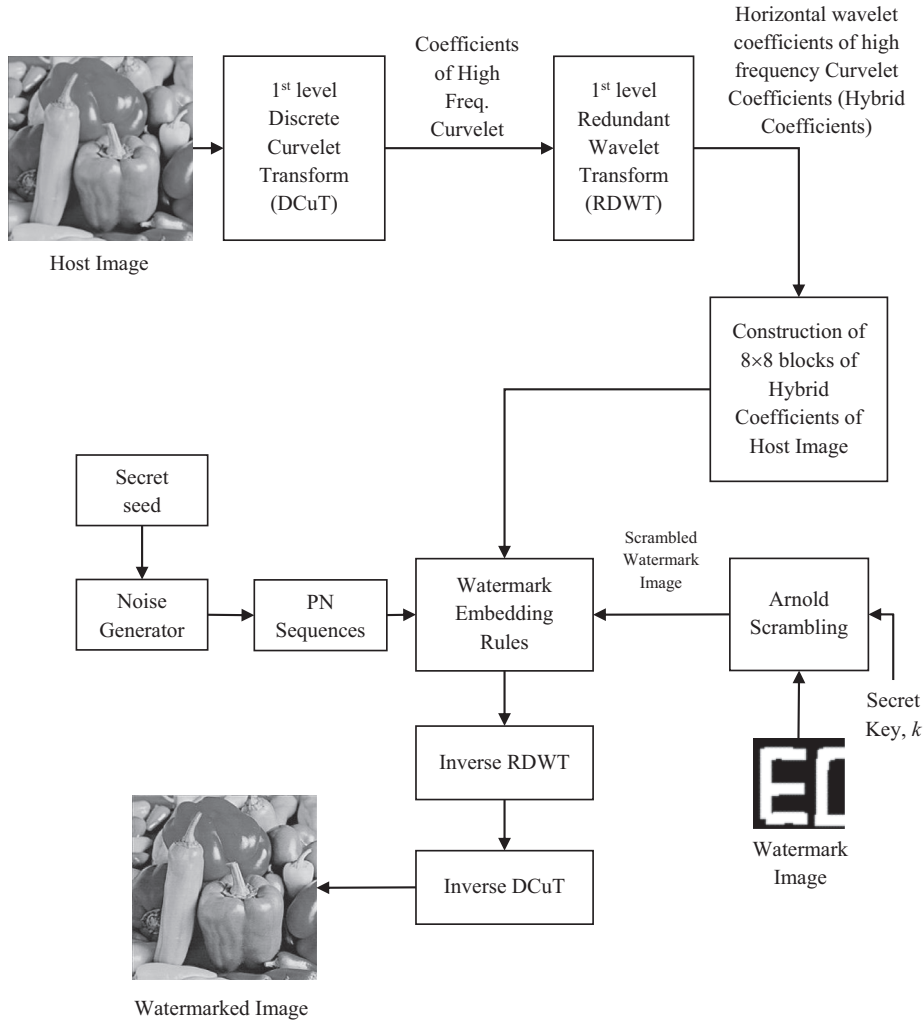 Host Image
1st level
Discrete
Curvelet
Transform
(DCuT)
Coefficients
of High
Freq.
Curvelet
1st level
Redundant
Wavelet
Transform
(RDWT)
Horizontal wavelet
coefficients of high
frequency Curvelet
Coefficients (Hybrid
Coefficients)
Construction of
8×8 blocks of
Hybrid
Coefficients of
Host Image
Secret
seed
Noise
Generator
PN
Sequences
Watermark
Embedding
Rules
Scrambled
Watermark
Image
Arnold
Scrambling
Secret
Key, k
Watermark
Image
Inverse RDWT
Inverse DCuT
Watermarked Image